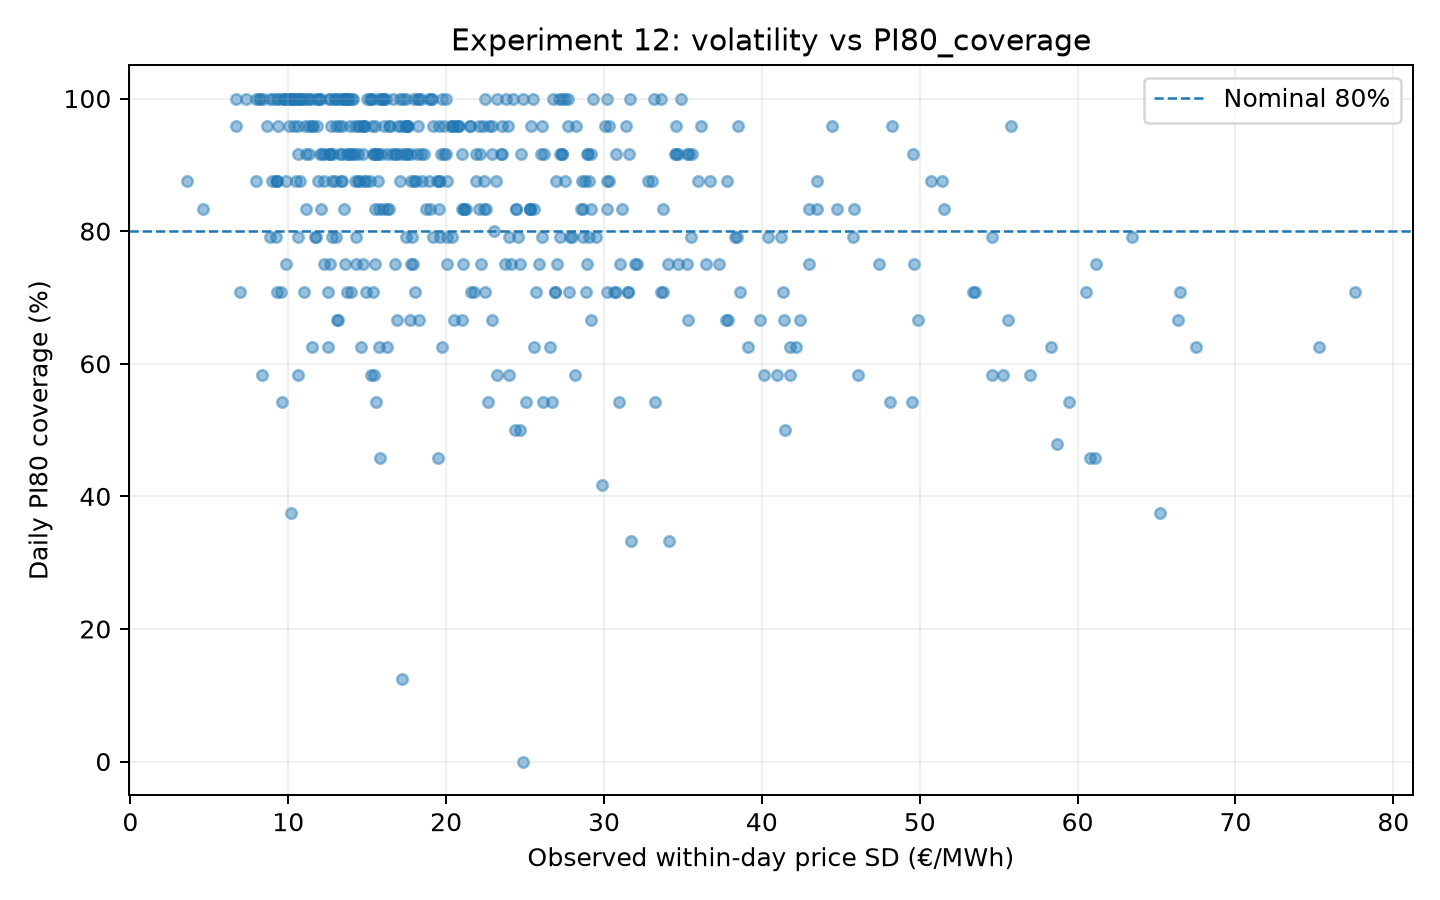 Experiment 12: volatility vs PI80_coverage
Nominal 80%
Daily PI80 coverage (%)
100
80
60
40
20
0
0 10 20 30 40 50 60 70 80
Observed within-day price SD (€/MWh)